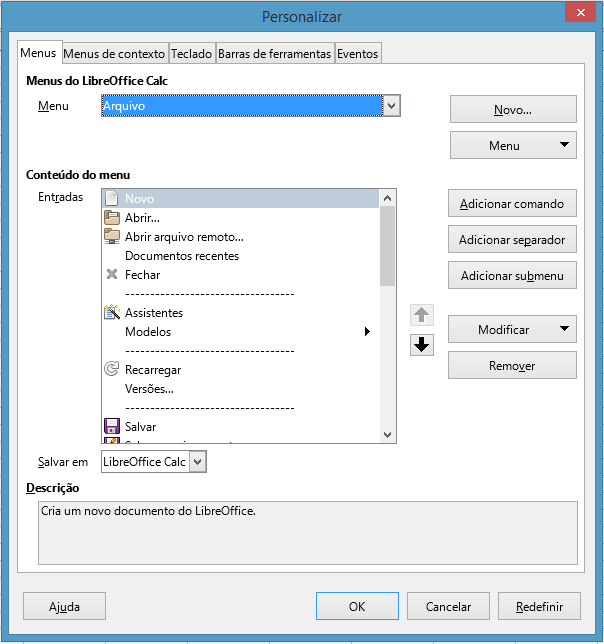 Personalizar
Menus
Menus de contexto
Teclado
Barras de ferramentas
Eventos
Menus do LibreOffice Calc
Menu
Arquivo
Novo...
Menu
Conteúdo do menu
Entradas
Novo
Abrir...
Abrir arquivo remoto...
Documentos recentes
Fechar
----------------------------------
Assistentes
Modelos
----------------------------------
Recarregar
Versões...
----------------------------------
Salvar
Adicionar comando
Adicionar separador
Adicionar submenu
Modificar
Remover
Salvar em
LibreOffice Calc
Descrição
Cria um novo documento do LibreOffice.
Ajuda
OK
Cancelar
Redefinir